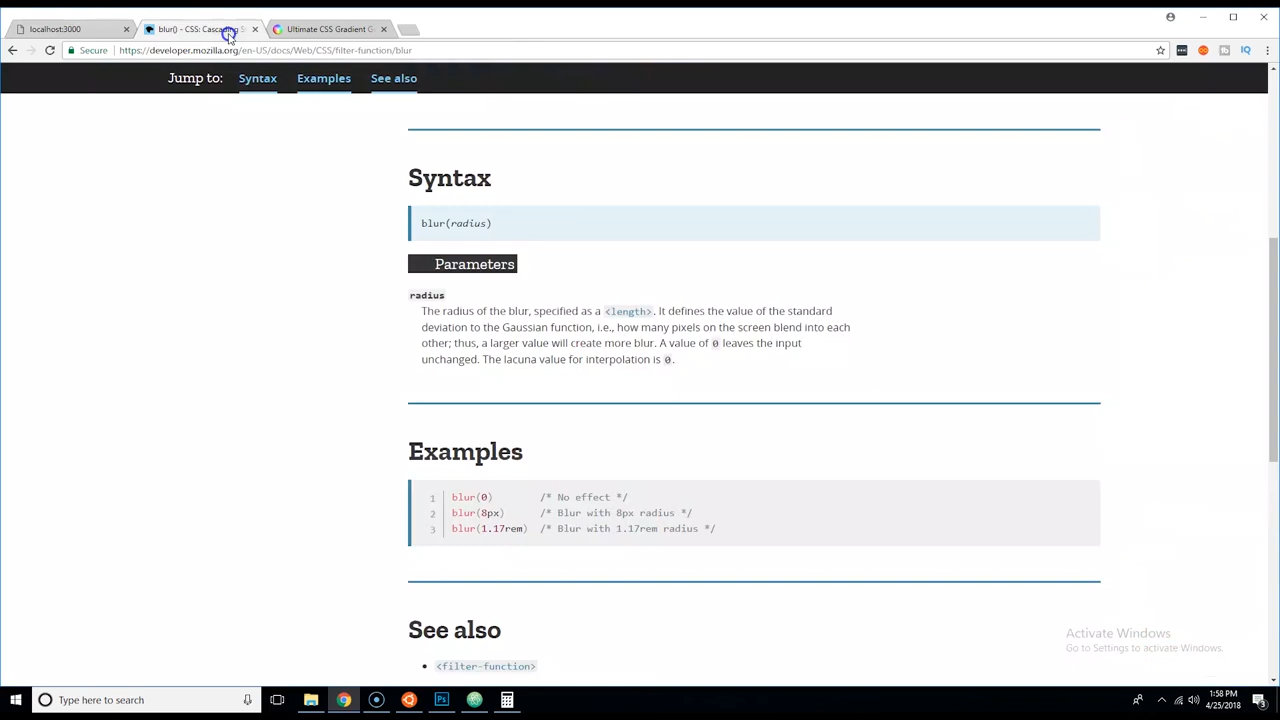 localhost:3000
blur() - CSS: Cascading S
Ultimate CSS Gradient G
Secure
https://developer.mozilla.org/en-US/docs/Web/CSS/filter-function/blur
IQ
Jump to: Syntax Examples See also
Syntax
blur(radius)
Parameters
radius
The radius of the blur, specified as a <length>. It defines the value of the standard
deviation to the Gaussian function, i.e., how many pixels on the screen blend into each
other; thus, a larger value will create more blur. A value of 0 leaves the input
unchanged. The lacuna value for interpolation is 0.
Examples
1 blur(0) /* No effect */
2 blur(8px) /* Blur with 8px radius */
3 blur(1.17rem) /* Blur with 1.17rem radius */
See also
<filter-function>
Activate Windows
Go to Settings to activate Windows.
Type here to search
Ps
1:58 PM
4/25/2018
3